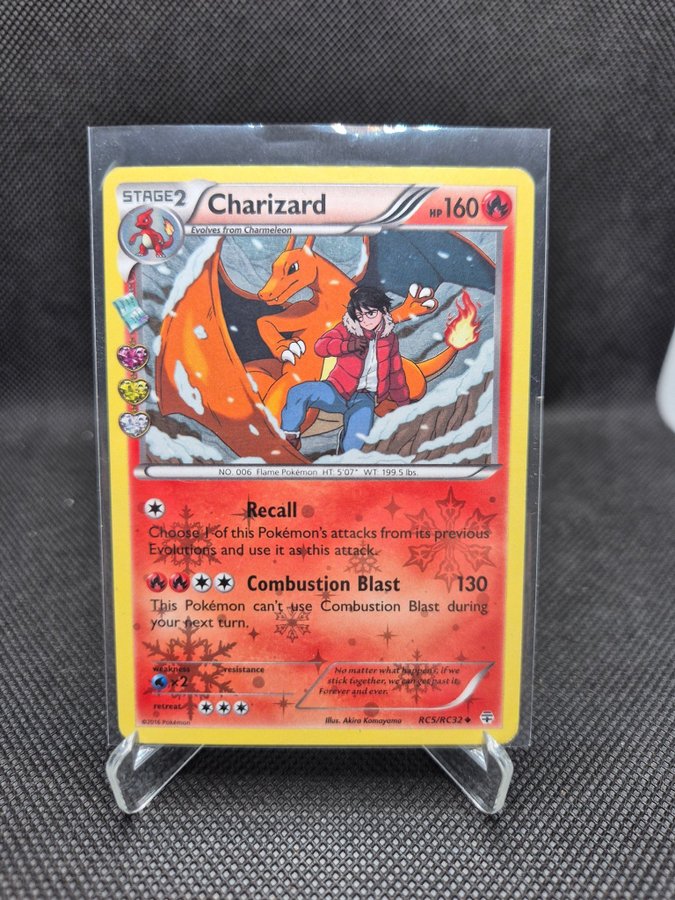 STAGE2
Charizard
HP 160
Evolves from Charmeleon
NO. 006 Flame Pokémon HT: 5'07" WT: 199.5 lbs.
Recall
Choose 1 of this Pokémon's attacks from its previous
Evolutions and use it as this attack.
Combustion Blast 130
This Pokémon can't use Combustion Blast during
your next turn.
weakness resistance
×2
retreat
No matter what happens, if we
stick together, we can get past it.
Forever and ever.
©2016 Pokémon
Illus. Akira Komayama
RC5/RC32